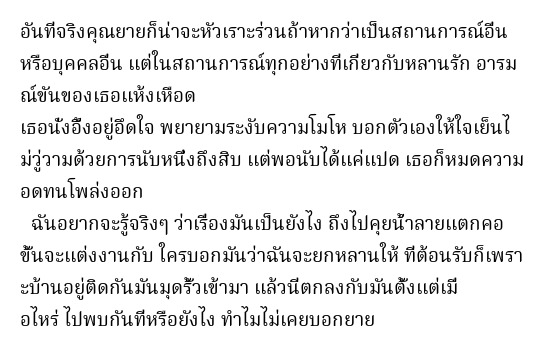 อันที่จริงคุณยายก็น่าจะหัวเราะร่วนถ้าหากว่าเป็นสถานการณ์อื่น
หรือบุคคลอื่น แต่ในสถานการณ์ทุกอย่างที่เกี่ยวกับหลานรัก อารม
ณ์ขันของเธอแห้งเหือด
เธอนั่งอึ้งอยู่อึดใจ พยายามระงับความโมโห บอกตัวเองให้ใจเย็นไ
ม่วู่วามด้วยการนับหนึ่งถึงสิบ แต่พอนับได้แค่แปด เธอก็หมดความ
อดทนโพล่งออก
ฉันอยากจะรู้จริงๆ ว่าเรื่องมันเป็นยังไง ถึงไปคุยน้ำลายแตกคอ
ขึ้นจะแต่งงานกับ ใครบอกมันว่าฉันจะยกหลานให้ ที่ต้อนรับก็เพรา
ะบ้านอยู่ติดกันมันมุดรั้วเข้ามา แล้วนี่ตกลงกับมันตั้งแต่เมื่
อไหร่ ไปพบกันที่หรือยังไง ทำไมไม่เคยบอกยาย